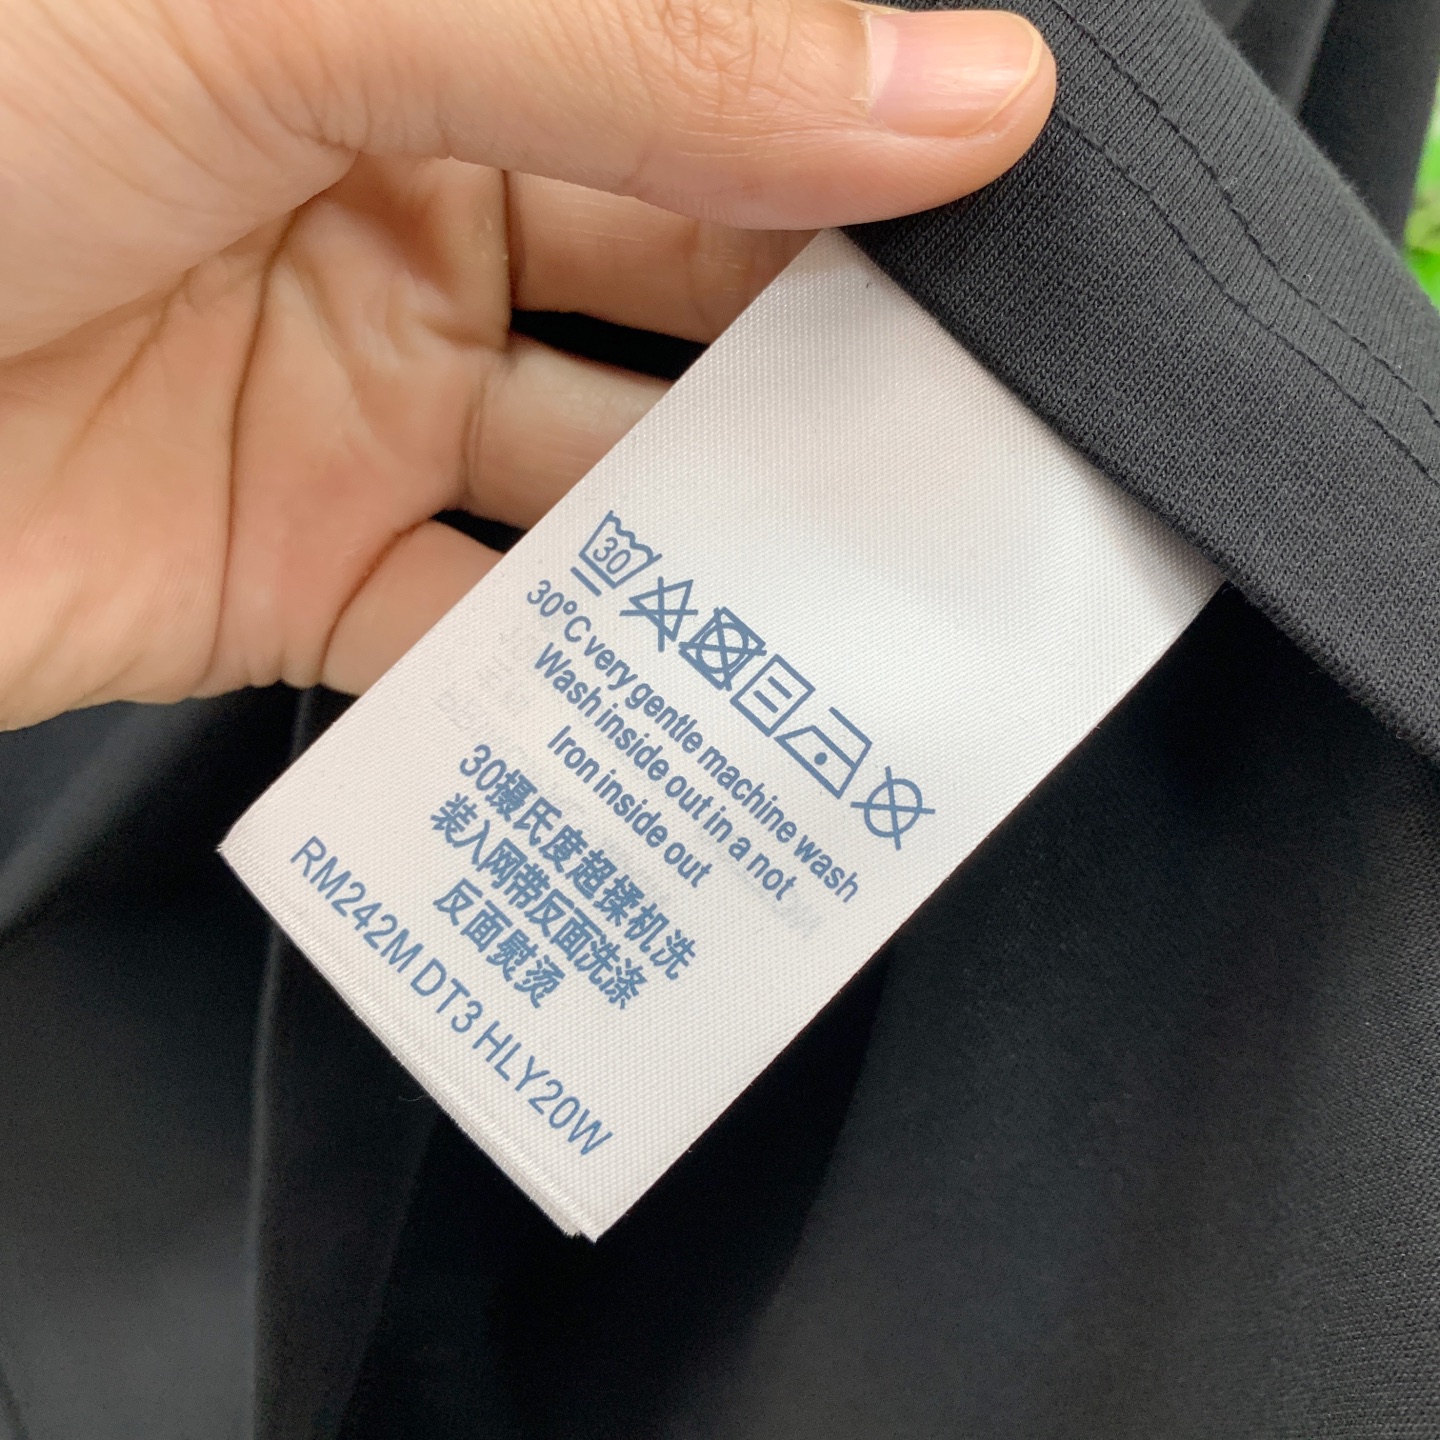 30
30°C very gentle machine wash
Wash inside out in a not
Iron inside out
30摄氏度超揉机洗
装入网带反面洗涤
反面熨烫
RM242M DT3 HLY20W